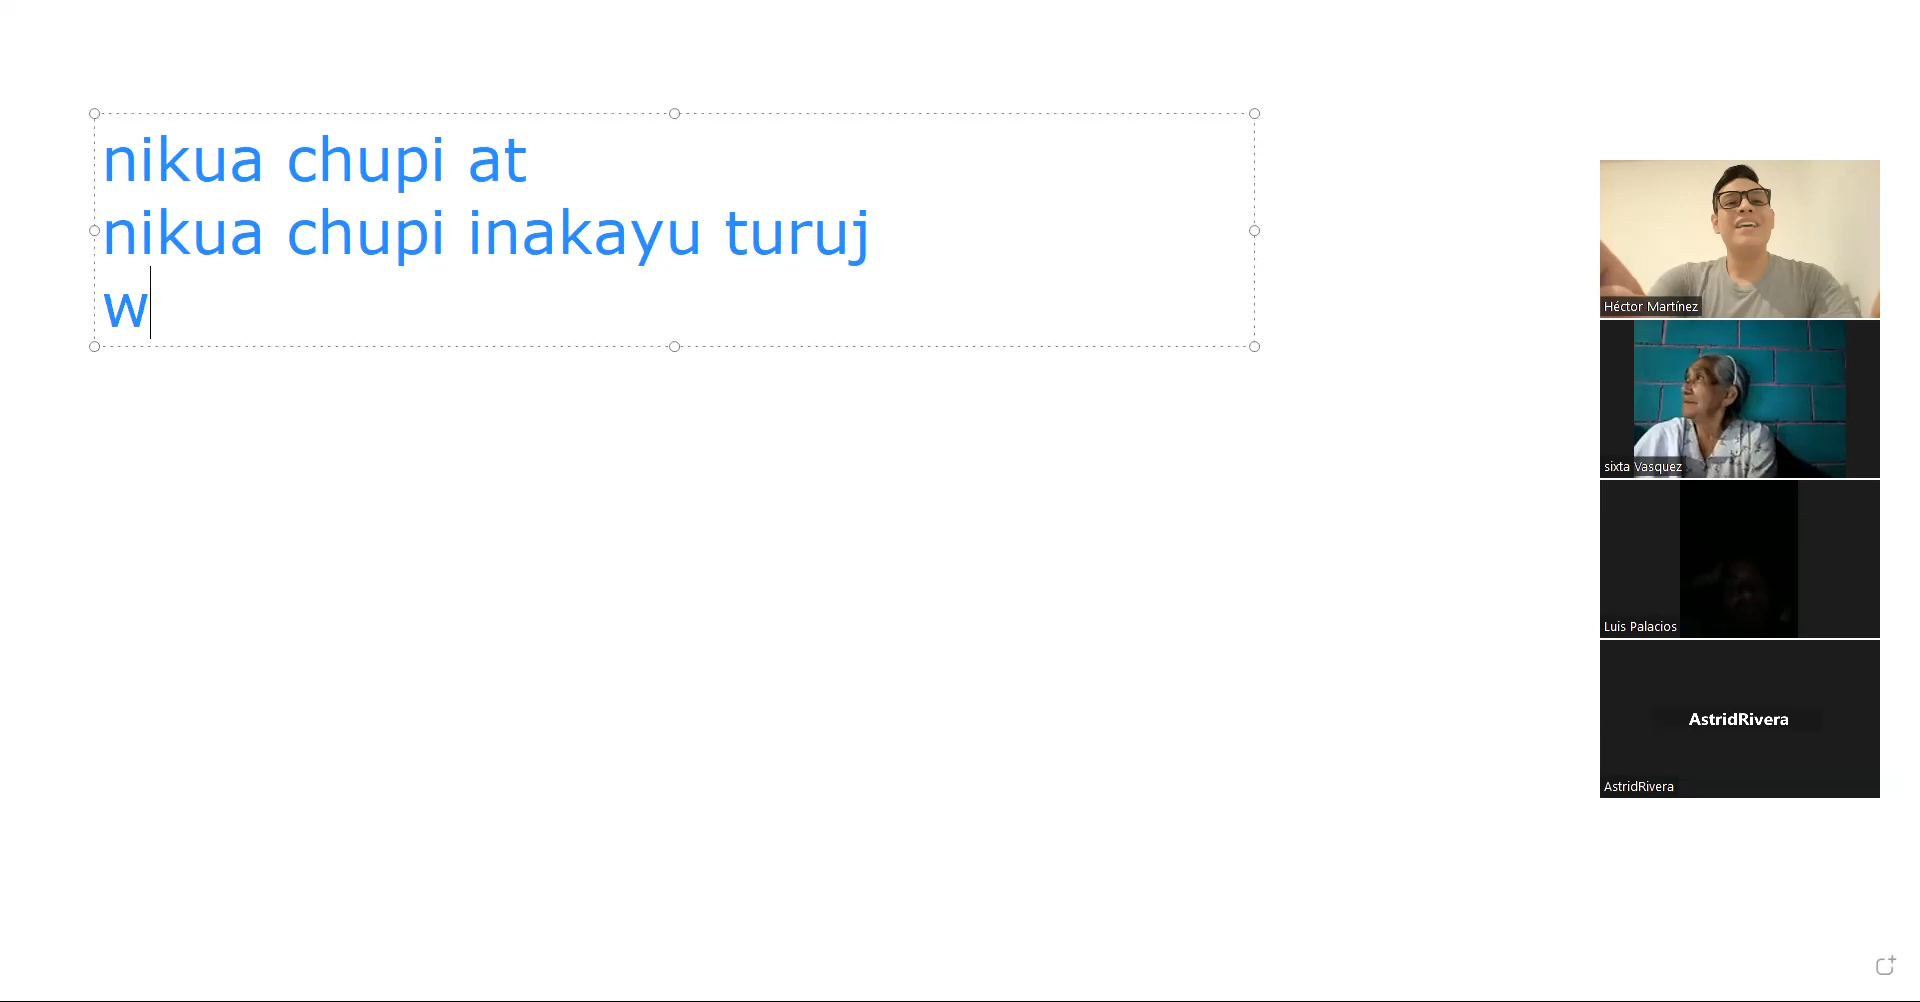 nikua chupi at
nikua chupi inakayu turuj
w
Héctor Martínez
sixta Vasquez
Luis Palacios
AstridRivera
AstridRivera